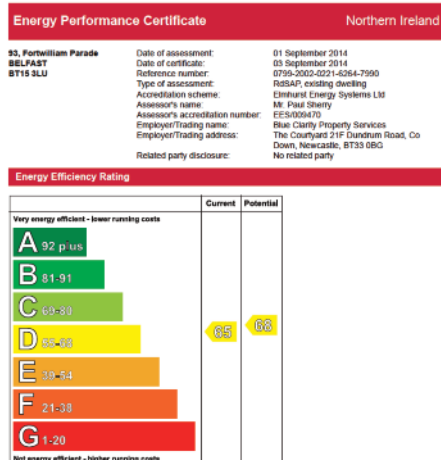 Energy Performance Certificate Northern Ireland
93, Fortwilliam Parade
BELFAST
BT15 3LU
Date of assessment: 01 September 2014
Date of certificate: 03 September 2014
Reference number: 0799-2002-0221-6264-7990
Type of assessment: RdSAP, existing dwelling
Accreditation scheme: Elmhurst Energy Systems Ltd
Assessor's name: Mr. Paul Sherry
Assessor's accreditation number: EES/009470
Employer/Trading name: Blue Clarity Property Services
Employer/Trading address: The Courtyard 21F Dundrum Road, Co
Down, Newcastle, BT33 0BG
Related party disclosure: No related party
Energy Efficiency Rating
Current Potential
Very energy efficient - lower running costs
A 92 plus
B 81-91
C 69-80
D 55-68
65
66
E 39-54
F 21-38
G 1-20
Not energy efficient - higher running costs